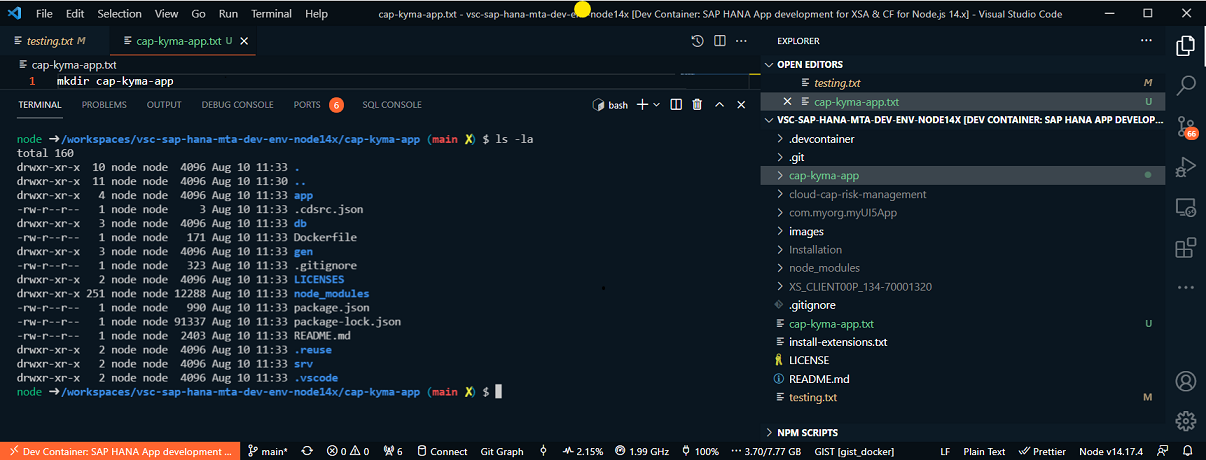 File Edit Selection View Go Run Terminal Help
cap-kyma-app.txt - vsc-sap-hana-mta-dev-env-node14x [Dev Container: SAP HANA App development for XSA & CF for Node.js 14.x] - Visual Studio Code
testing.txt M
cap-kyma-app.txt U
cap-kyma-app.txt
1 mkdir cap-kyma-app
TERMINAL PROBLEMS OUTPUT DEBUG CONSOLE PORTS 6 SQL CONSOLE
bash
node ➜ /workspaces/vsc-sap-hana-mta-dev-env-node14x/cap-kyma-app (main ✗) $ ls -la
total 160
drwxr-xr-x 10 node node 4096 Aug 10 11:33 .
drwxr-xr-x 11 node node 4096 Aug 10 11:30 ..
drwxr-xr-x 4 node node 4096 Aug 10 11:33 app
-rw-r--r-- 1 node node 3 Aug 10 11:33 .cdsrc.json
drwxr-xr-x 3 node node 4096 Aug 10 11:33 db
-rw-r--r-- 1 node node 171 Aug 10 11:33 Dockerfile
drwxr-xr-x 3 node node 4096 Aug 10 11:33 gen
-rw-r--r-- 1 node node 323 Aug 10 11:33 .gitignore
drwxr-xr-x 2 node node 4096 Aug 10 11:33 LICENSES
drwxr-xr-x 251 node node 12288 Aug 10 11:33 node_modules
-rw-r--r-- 1 node node 990 Aug 10 11:33 package.json
-rw-r--r-- 1 node node 91337 Aug 10 11:33 package-lock.json
-rw-r--r-- 1 node node 2403 Aug 10 11:33 README.md
drwxr-xr-x 2 node node 4096 Aug 10 11:33 .reuse
drwxr-xr-x 2 node node 4096 Aug 10 11:33 srv
drwxr-xr-x 2 node node 4096 Aug 10 11:33 .vscode
node ➜ /workspaces/vsc-sap-hana-mta-dev-env-node14x/cap-kyma-app (main ✗) $
EXPLORER
OPEN EDITORS
testing.txt M
cap-kyma-app.txt U
VSC-SAP-HANA-MTA-DEV-ENV-NODE14X [DEV CONTAINER: SAP HANA APP DEVELOP...
.devcontainer
.git
cap-kyma-app
cloud-cap-risk-management
com.myorg.myUI5App
images
Installation
node_modules
XS_CLIENT00P_134-70001320
.gitignore
cap-kyma-app.txt U
install-extensions.txt
LICENSE
README.md
testing.txt M
NPM SCRIPTS
66
Dev Container: SAP HANA App development ... main* 0 0 6 Connect Git Graph 2.15% 1.99 GHz 100% 3.70/7.77 GB GIST [gist_docker] LF Plain Text Prettier Node v14.17.4